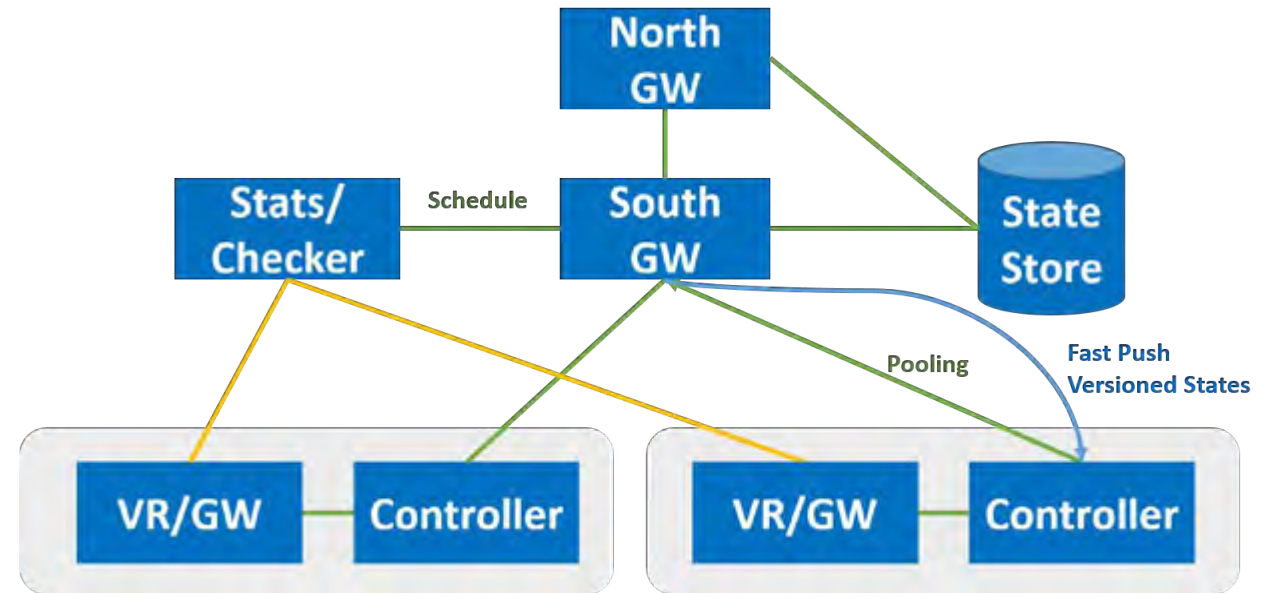 North
GW
Stats/
Checker
Schedule
South
GW
State
Store
Pooling
Fast Push
Versioned States
VR/GW
Controller
VR/GW
Controller